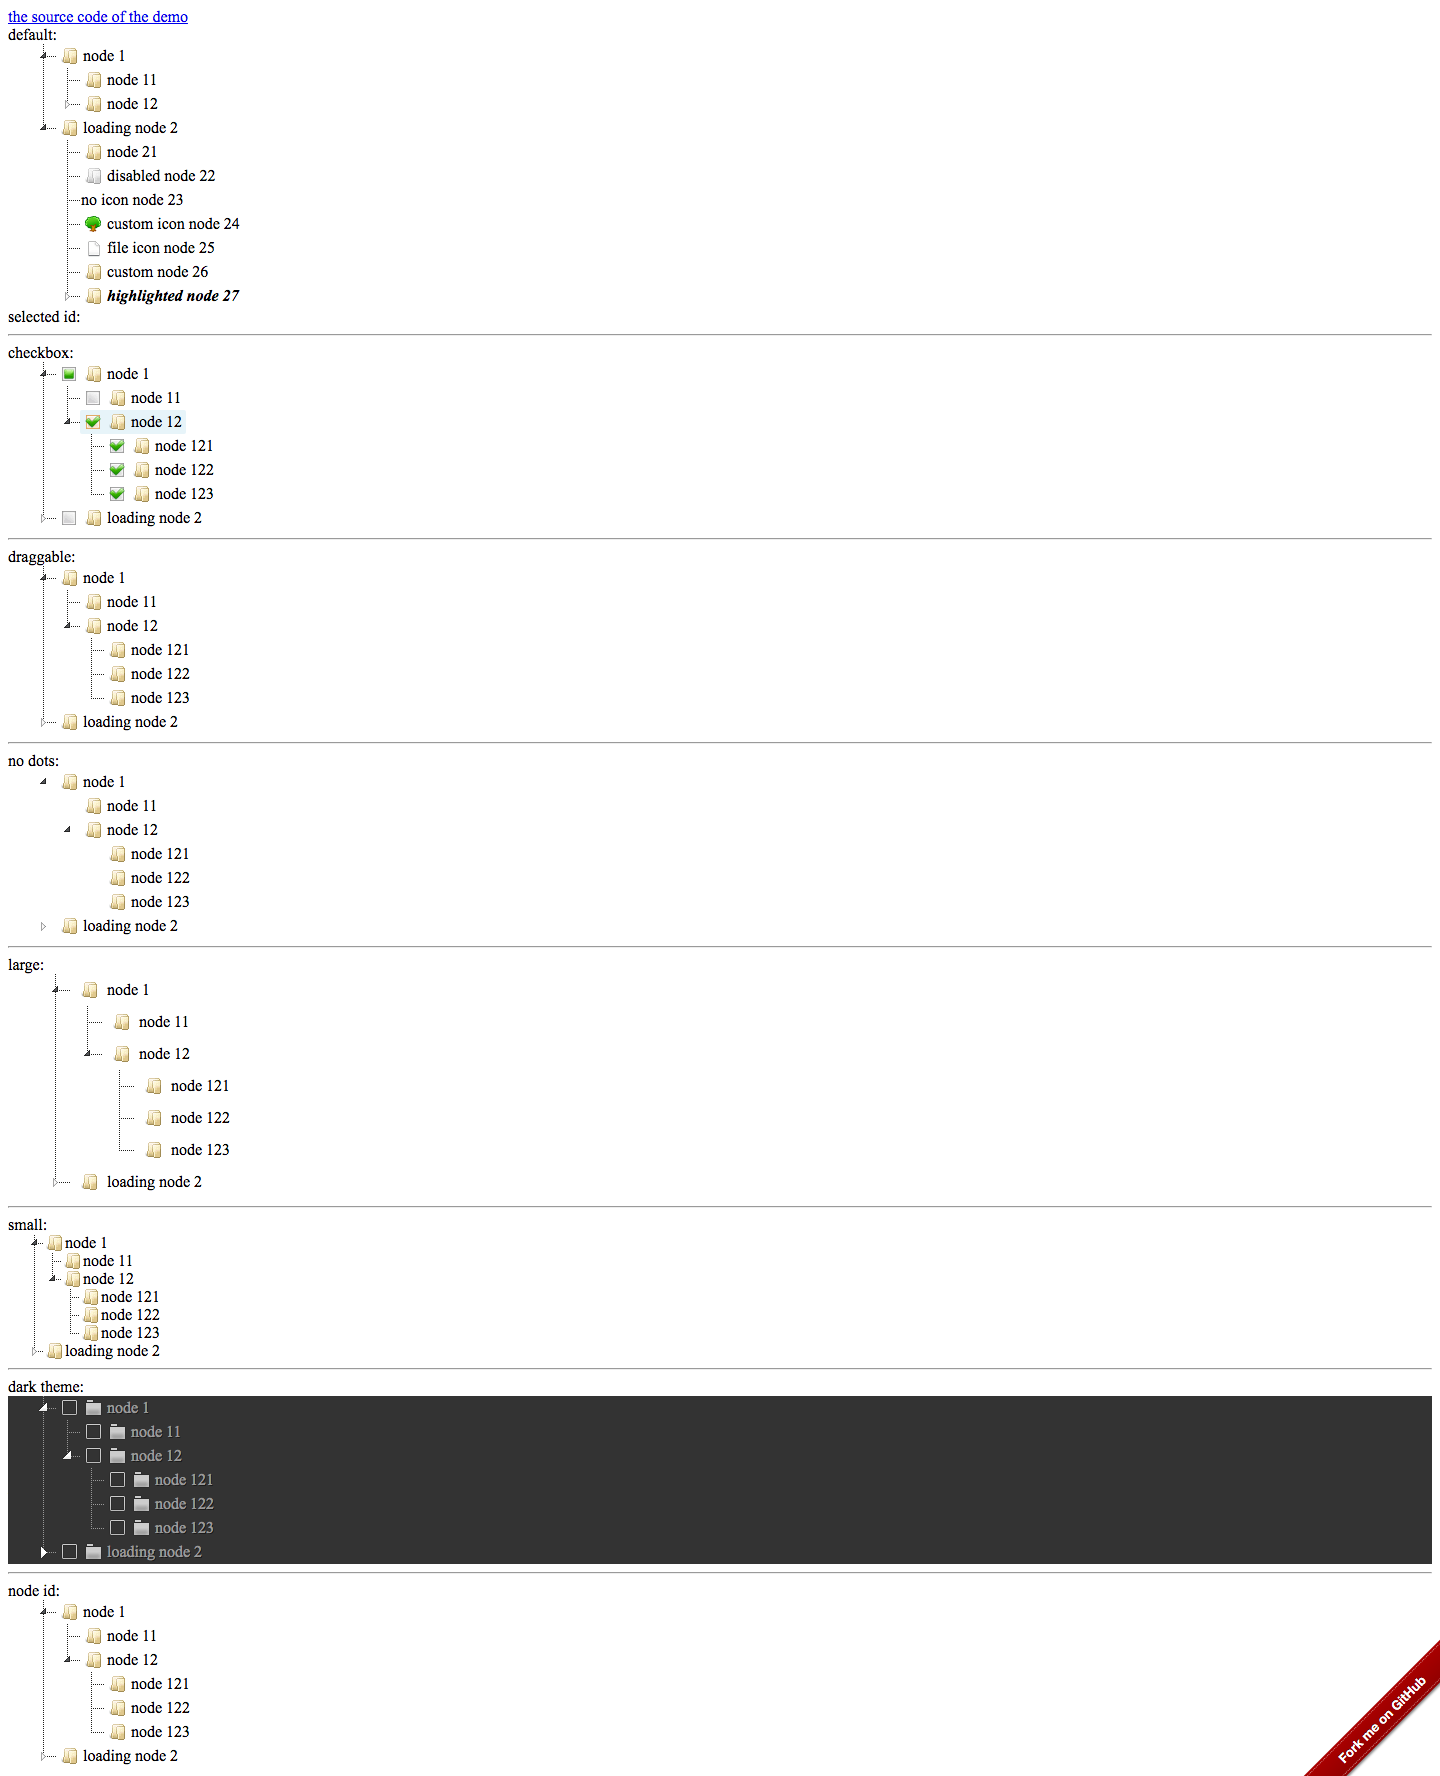 the source code of the demo
default:
node 1
node 11
node 12
loading node 2
node 21
disabled node 22
no icon node 23
custom icon node 24
file icon node 25
custom node 26
highlighted node 27
selected id:
checkbox:
node 1
node 11
node 12
node 121
node 122
node 123
loading node 2
draggable:
node 1
node 11
node 12
node 121
node 122
node 123
loading node 2
no dots:
node 1
node 11
node 12
node 121
node 122
node 123
loading node 2
large:
node 1
node 11
node 12
node 121
node 122
node 123
loading node 2
small:
node 1
node 11
node 12
node 121
node 122
node 123
loading node 2
dark theme:
node 1
node 11
node 12
node 121
node 122
node 123
loading node 2
node id:
node 1
node 11
node 12
node 121
node 122
node 123
loading node 2
Fork me on GitHub